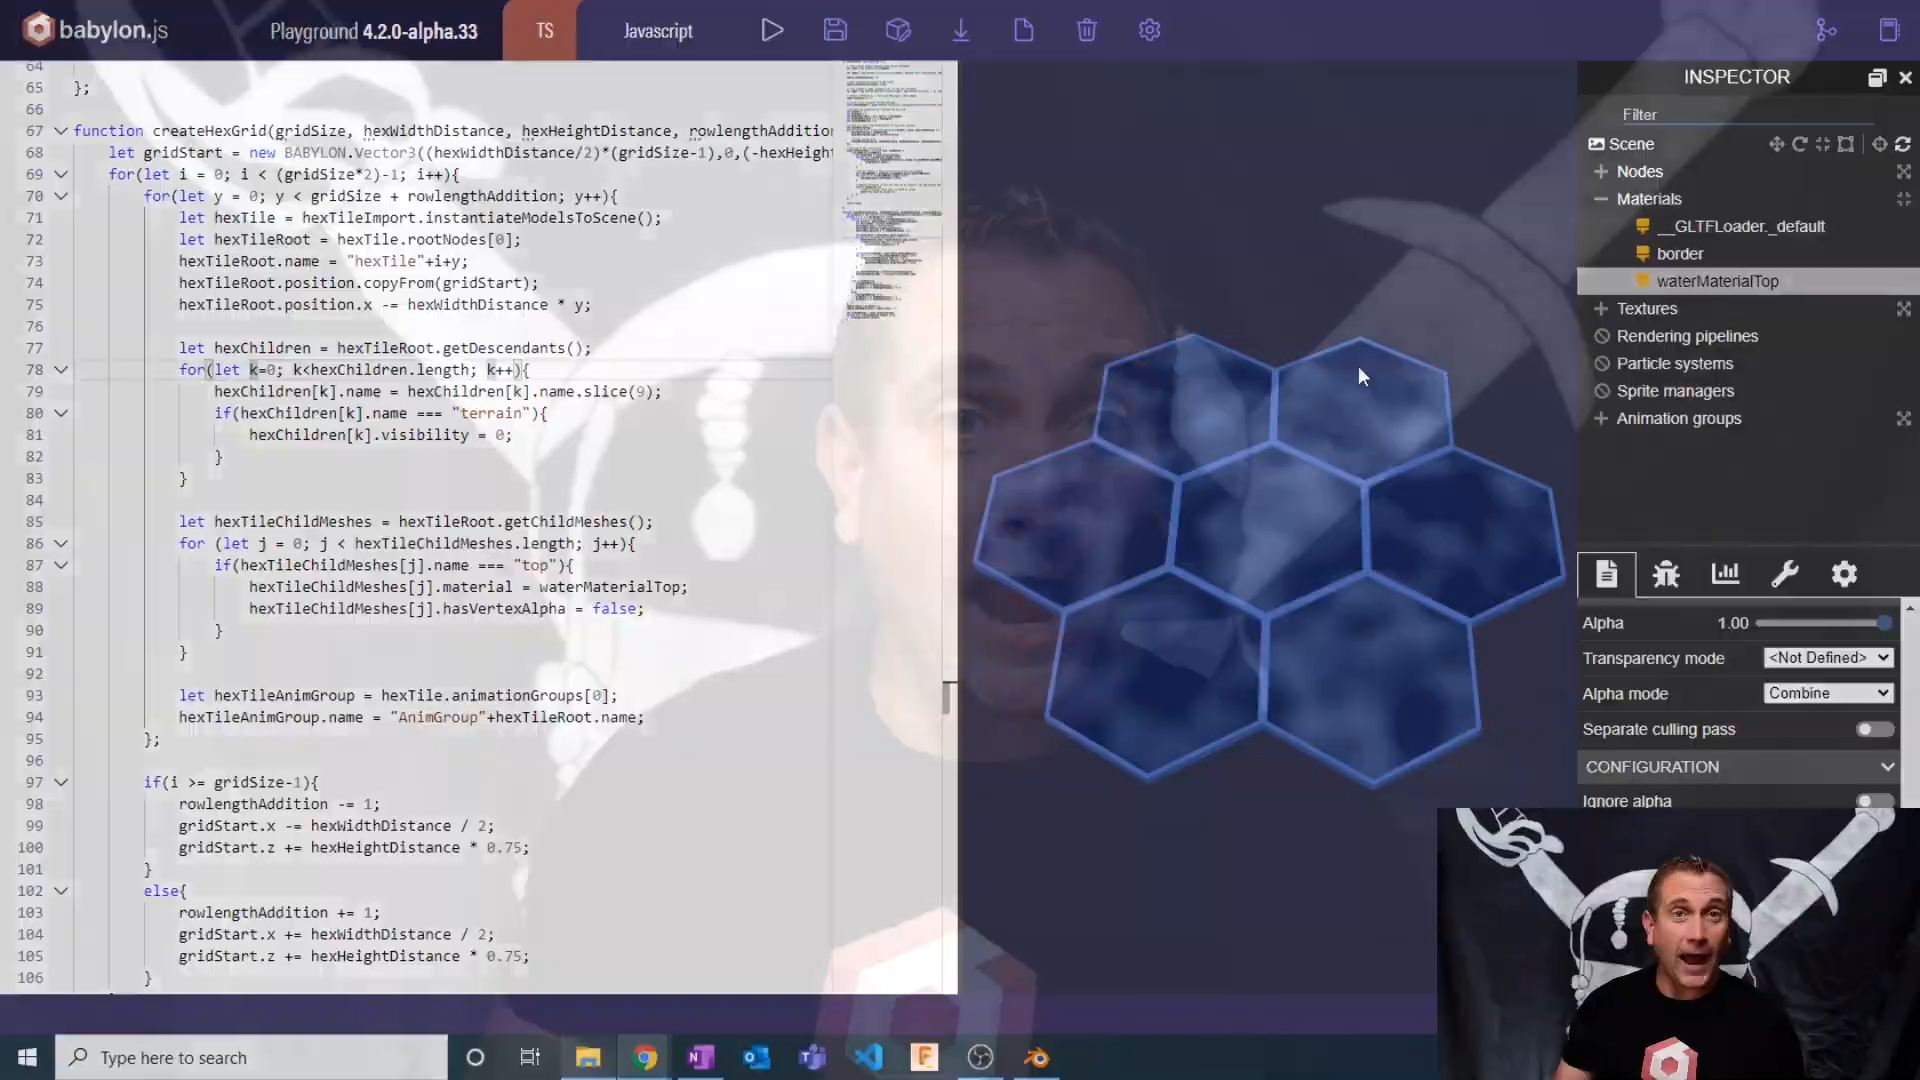 babylon.js
Playground 4.2.0-alpha.33
TS
Javascript
64
65 };
66
67 function createHexGrid(gridSize, hexWidthDistance, hexHeightDistance, rowlengthAddition
68 let gridStart = new BABYLON.Vector3((hexWidthDistance/2)*(gridSize-1),0,(-hexHeight
69 for(let i = 0; i < (gridSize*2)-1; i++){
70 for(let y = 0; y < gridSize + rowlengthAddition; y++){
71 let hexTile = hexTileImport.instantiateModelsToScene();
72 let hexTileRoot = hexTile.rootNodes[0];
73 hexTileRoot.name = "hexTile"+i+y;
74 hexTileRoot.position.copyFrom(gridStart);
75 hexTileRoot.position.x -= hexWidthDistance * y;
76
77 let hexChildren = hexTileRoot.getDescendants();
78 for(let k=0; k<hexChildren.length; k++){
79 hexChildren[k].name = hexChildren[k].name.slice(9);
80 if(hexChildren[k].name === "terrain"){
81 hexChildren[k].visibility = 0;
82 }
83 }
84
85 let hexTileChildMeshes = hexTileRoot.getChildMeshes();
86 for (let j = 0; j < hexTileChildMeshes.length; j++){
87 if(hexTileChildMeshes[j].name === "top"){
88 hexTileChildMeshes[j].material = waterMaterialTop;
89 hexTileChildMeshes[j].hasVertexAlpha = false;
90 }
91 }
92
93 let hexTileAnimGroup = hexTile.animationGroups[0];
94 hexTileAnimGroup.name = "AnimGroup"+hexTileRoot.name;
95 };
96
97 if(i >= gridSize-1){
98 rowlengthAddition -= 1;
99 gridStart.x -= hexWidthDistance / 2;
100 gridStart.z += hexHeightDistance * 0.75;
101 }
102 else{
103 rowlengthAddition += 1;
104 gridStart.x += hexWidthDistance / 2;
105 gridStart.z += hexHeightDistance * 0.75;
106 }
INSPECTOR
Filter
Scene
Nodes
Materials
__GLTFLoader._default
border
waterMaterialTop
Textures
Rendering pipelines
Particle systems
Sprite managers
Animation groups
Alpha 1.00
Transparency mode <Not Defined>
Alpha mode Combine
Separate culling pass
CONFIGURATION
Ignore alpha
Type here to search